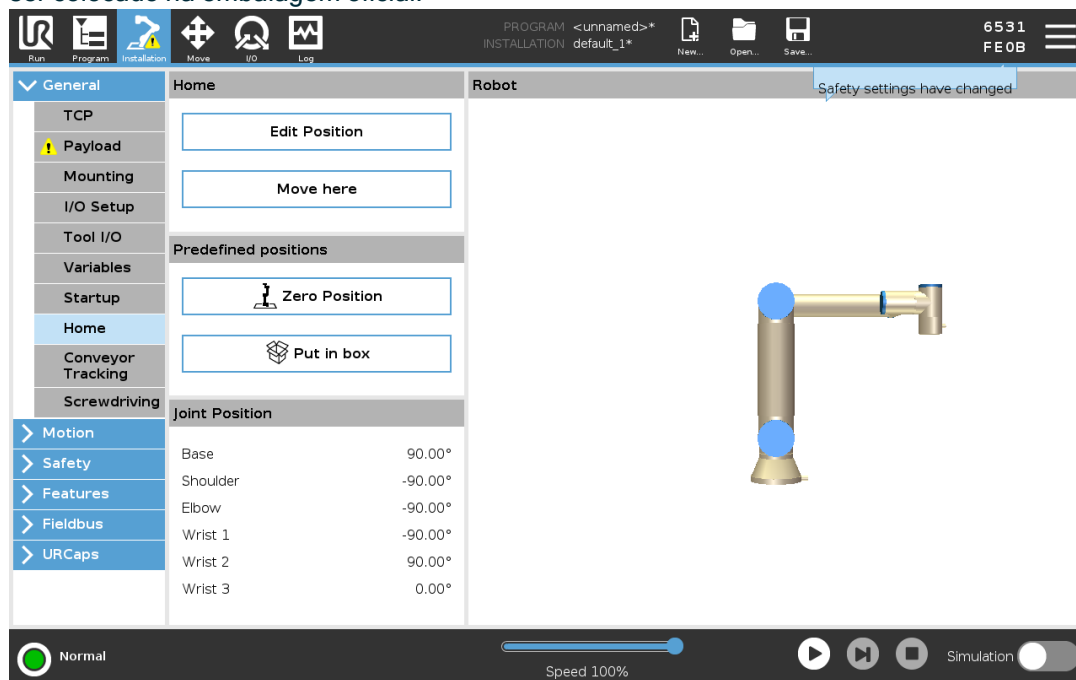 UR
Run
Program
Installation
Move
I/O
Log
PROGRAM <unnamed>*
INSTALLATION default_1*
New...
Open...
Save...
6531
FE0B
General
TCP
Payload
Mounting
I/O Setup
Tool I/O
Variables
Startup
Home
Conveyor
Tracking
Screwdriving
Motion
Safety
Features
Fieldbus
URCaps
Home
Edit Position
Move here
Predefined positions
Zero Position
Put in box
Joint Position
Base 90.00°
Shoulder -90.00°
Elbow -90.00°
Wrist 1 -90.00°
Wrist 2 90.00°
Wrist 3 0.00°
Robot
Safety settings have changed
Normal
Speed 100%
Simulation